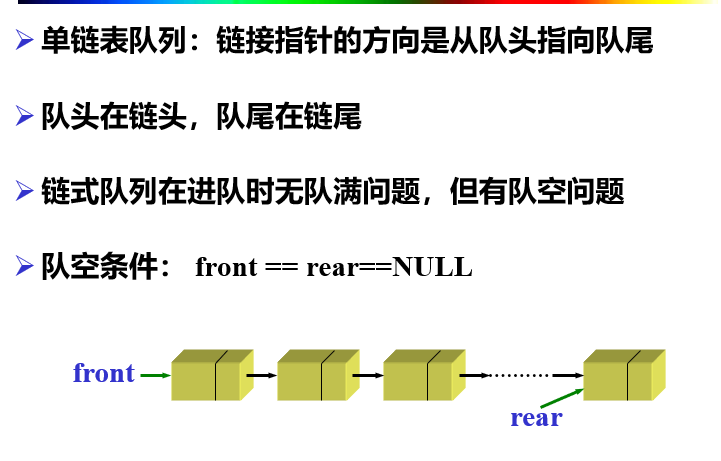 单链表队列：链接指针的方向是从队头指向队尾
队头在链头，队尾在链尾
链式队列在进队时无队满问题，但有队空问题
队空条件： front == rear==NULL
front
rear